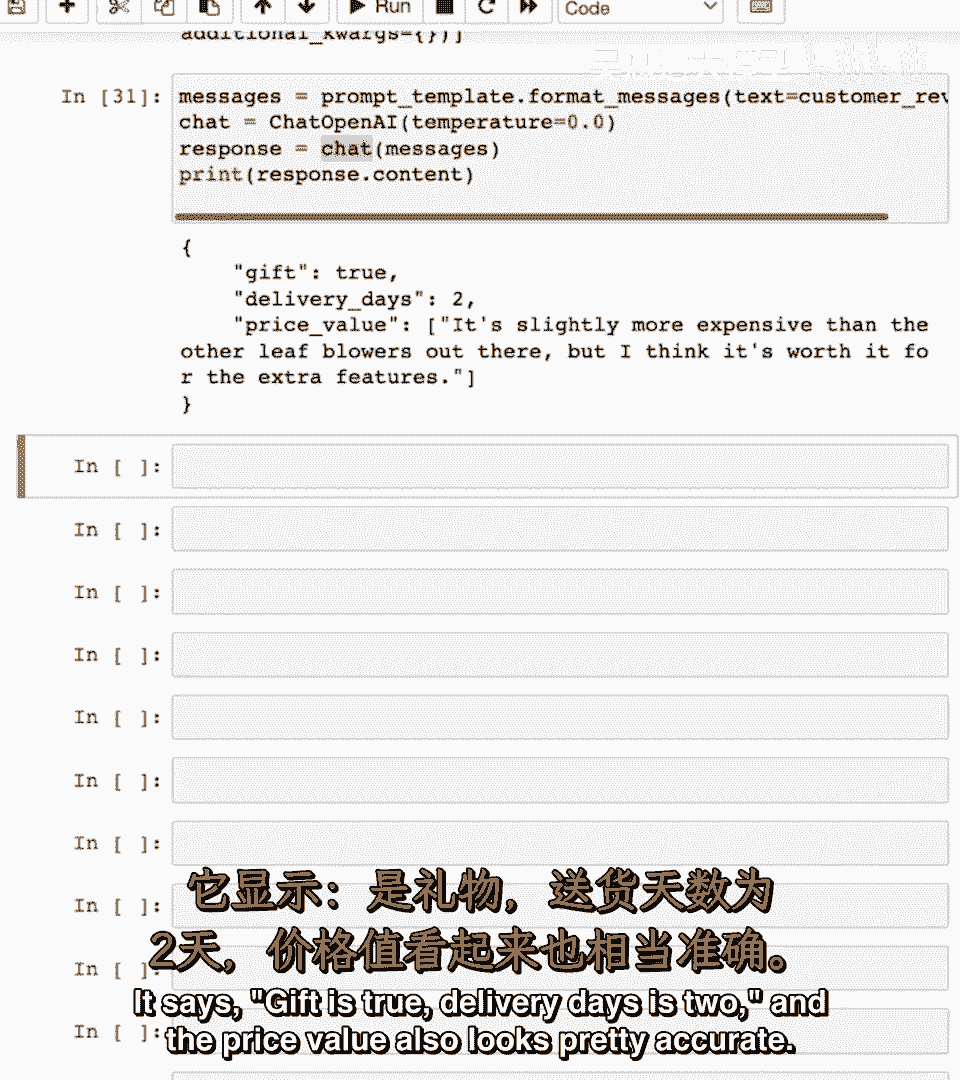 Run
Code
additional_kwargs={})]
In [31]:
messages = prompt_template.format_messages(text=customer_rev
chat = ChatOpenAI(temperature=0.0)
response = chat(messages)
print(response.content)
{
"gift": true,
"delivery_days": 2,
"price_value": ["It's slightly more expensive than the
other leaf blowers out there, but I think it's worth it fo
r the extra features."]
}
In [ ]:
In [ ]:
In [ ]:
In [ ]:
In [ ]:
In [ ]:
In [ ]:
In [ ]:
In [ ]:
In [ ]:
它显示：是礼物，送货天数为
2天，价格值看起来也相当准确。
It says, "Gift is true, delivery days is two," and
the price value also looks pretty accurate.